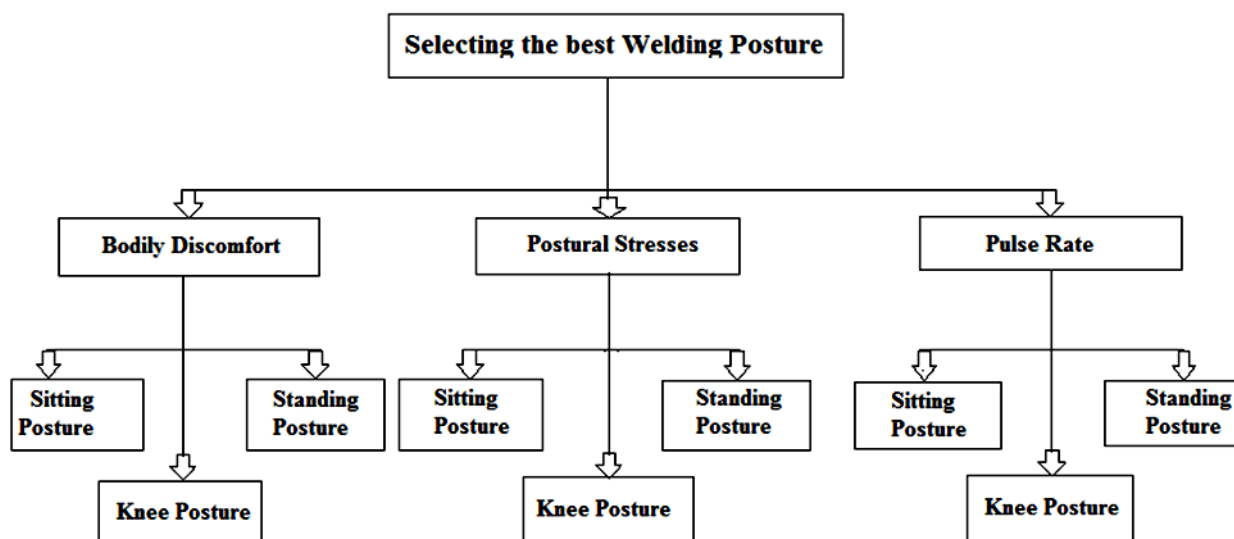 Selecting the best Welding Posture
Bodily Discomfort
Postural Stresses
Pulse Rate
Sitting
Posture
Standing
Posture
Sitting
Posture
Standing
Posture
Sitting
Posture
Standing
Posture
Knee Posture
Knee Posture
Knee Posture